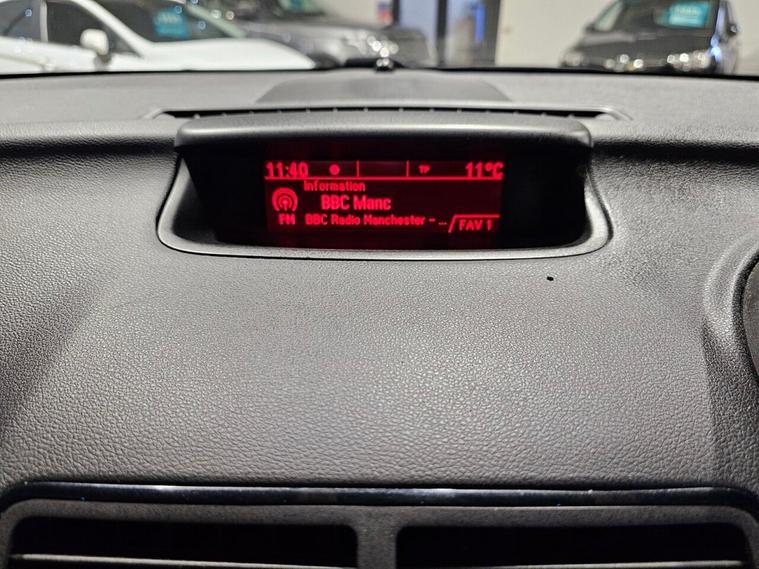 11:40 TP 11°C
Information
BBC Manc
FM BBC Radio Manchester - ... FAV 1